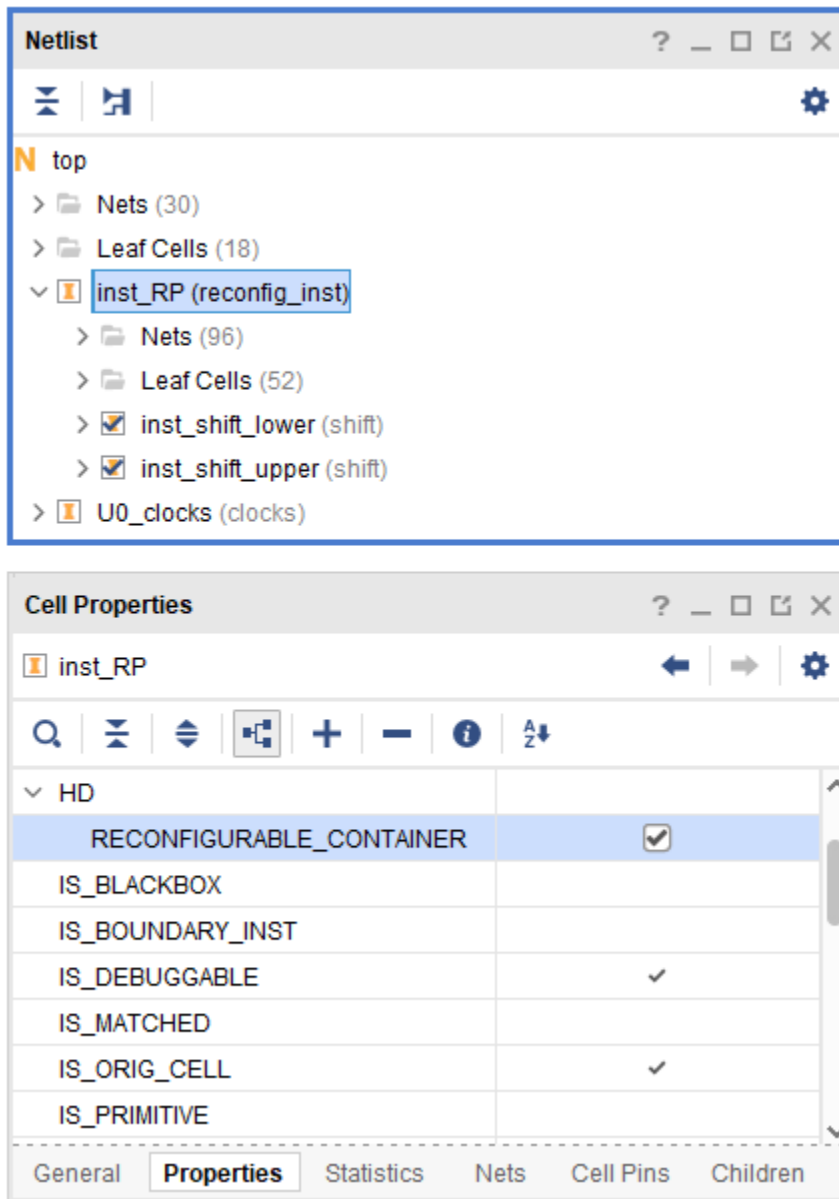 Netlist
N top
Nets (30)
Leaf Cells (18)
inst_RP (reconfig_inst)
Nets (96)
Leaf Cells (52)
inst_shift_lower (shift)
inst_shift_upper (shift)
U0_clocks (clocks)
Cell Properties
inst_RP
HD
RECONFIGURABLE_CONTAINER
IS_BLACKBOX
IS_BOUNDARY_INST
IS_DEBUGGABLE
IS_MATCHED
IS_ORIG_CELL
IS_PRIMITIVE
General Properties Statistics Nets Cell Pins Children